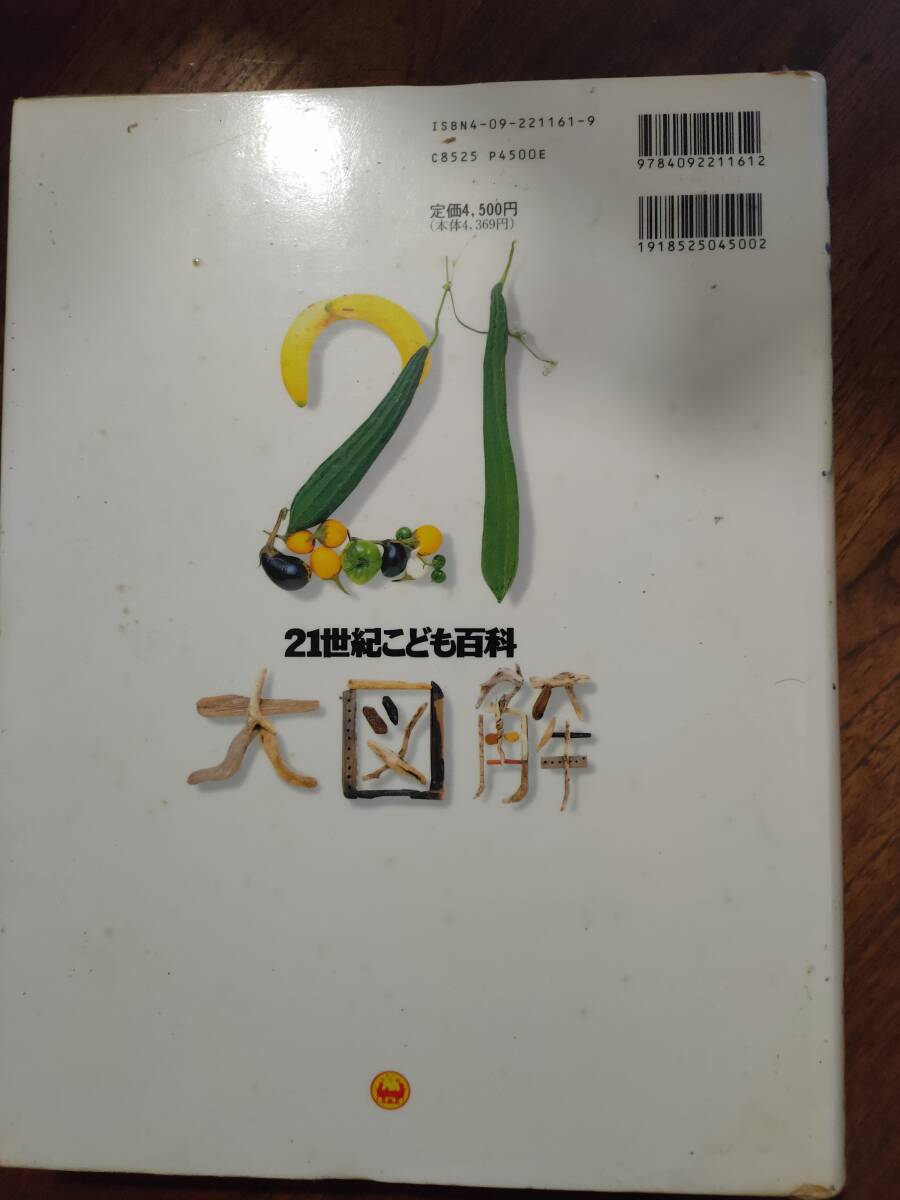 ISBN4-09-221161-9
C8525 P4500E
定価4,500円
(本体4,369円)
9784092211612
1918525045002
21
21世紀こども百科
大図解